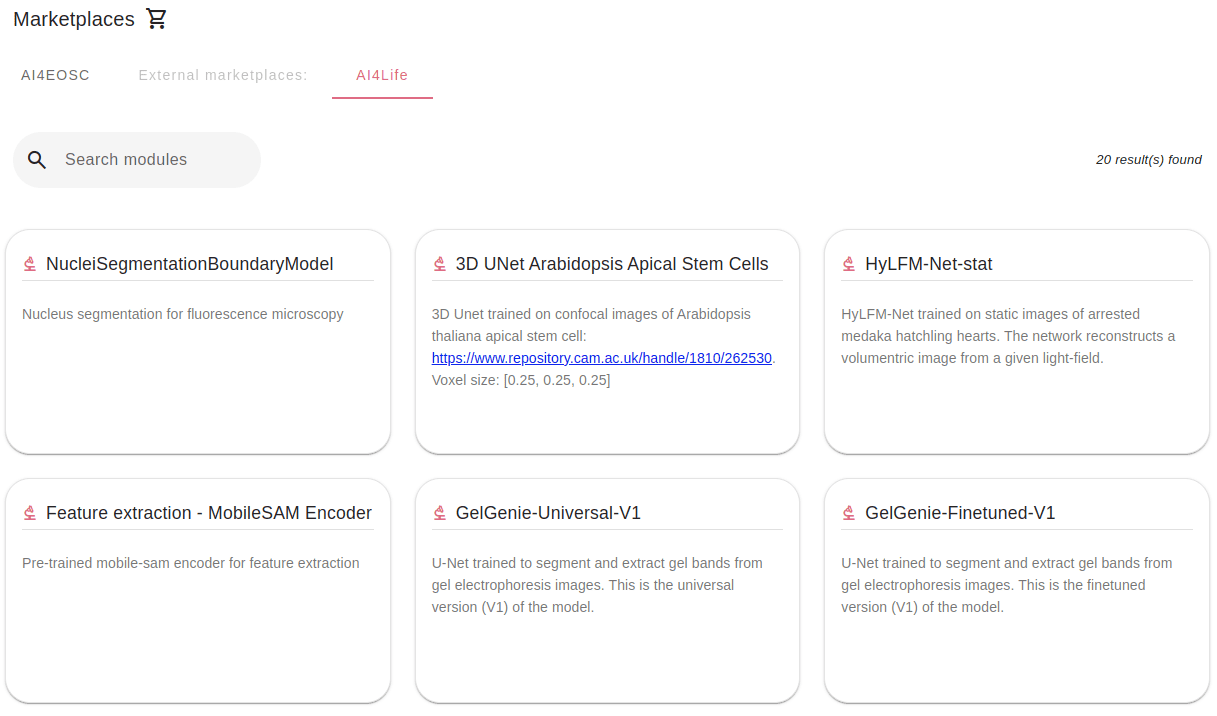 Marketplaces
AI4EOSC
External marketplaces:
AI4Life
Search modules
20 result(s) found
NucleiSegmentationBoundaryModel
Nucleus segmentation for fluorescence microscopy
3D UNet Arabidopsis Apical Stem Cells
3D Unet trained on confocal images of Arabidopsis
thaliana apical stem cell:
https://www.repository.cam.ac.uk/handle/1810/262530.
Voxel size: [0.25, 0.25, 0.25]
HyLFM-Net-stat
HyLFM-Net trained on static images of arrested
medaka hatchling hearts. The network reconstructs a
volumentric image from a given light-field.
Feature extraction - MobileSAM Encoder
Pre-trained mobile-sam encoder for feature extraction
GelGenie-Universal-V1
U-Net trained to segment and extract gel bands from
gel electrophoresis images. This is the universal
version (V1) of the model.
GelGenie-Finetuned-V1
U-Net trained to segment and extract gel bands from
gel electrophoresis images. This is the finetuned
version (V1) of the model.